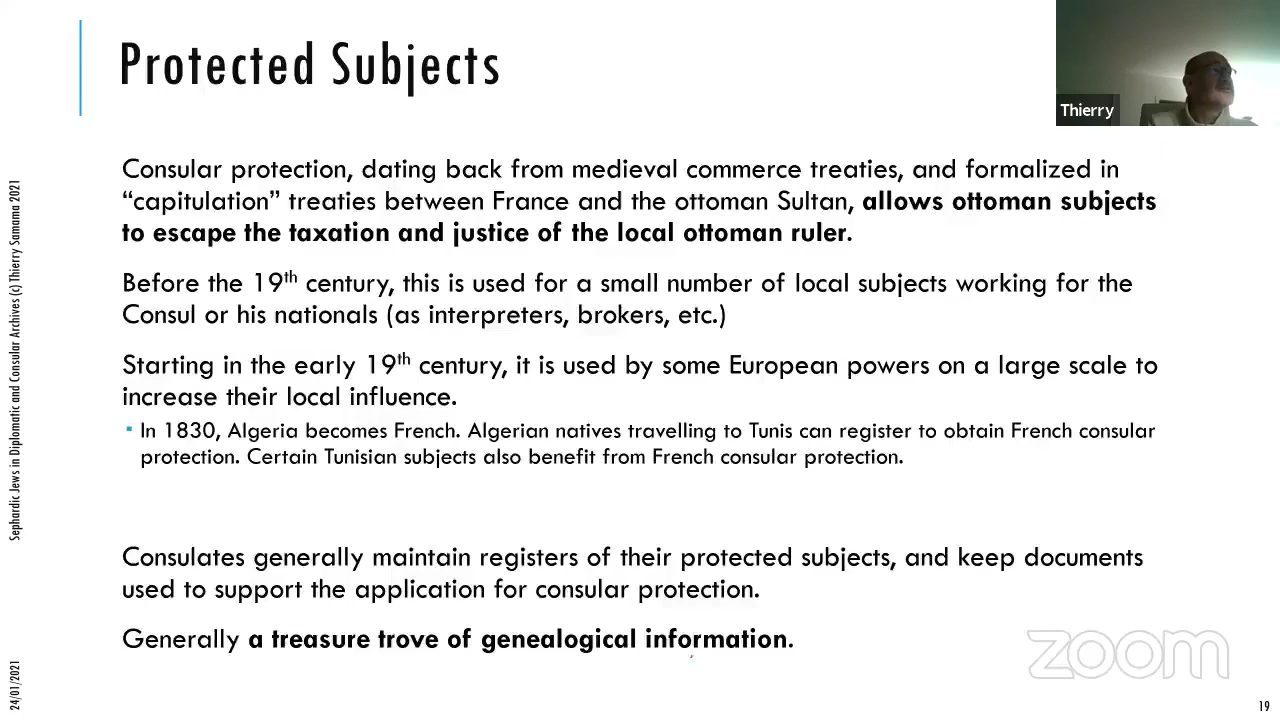 Protected Subjects
Thierry
Consular protection, dating back from medieval commerce treaties, and formalized in
“capitulation” treaties between France and the ottoman Sultan, allows ottoman subjects
to escape the taxation and justice of the local ottoman ruler.
Before the 19th century, this is used for a small number of local subjects working for the
Consul or his nationals (as interpreters, brokers, etc.)
Starting in the early 19th century, it is used by some European powers on a large scale to
increase their local influence.
▪ In 1830, Algeria becomes French. Algerian natives travelling to Tunis can register to obtain French consular
protection. Certain Tunisian subjects also benefit from French consular protection.
Consulates generally maintain registers of their protected subjects, and keep documents
used to support the application for consular protection.
Generally a treasure trove of genealogical information.
Sephardic Jews in Diplomatic and Consular Archives (c) Thierry Samama 2021
24/01/2021
zoom
19